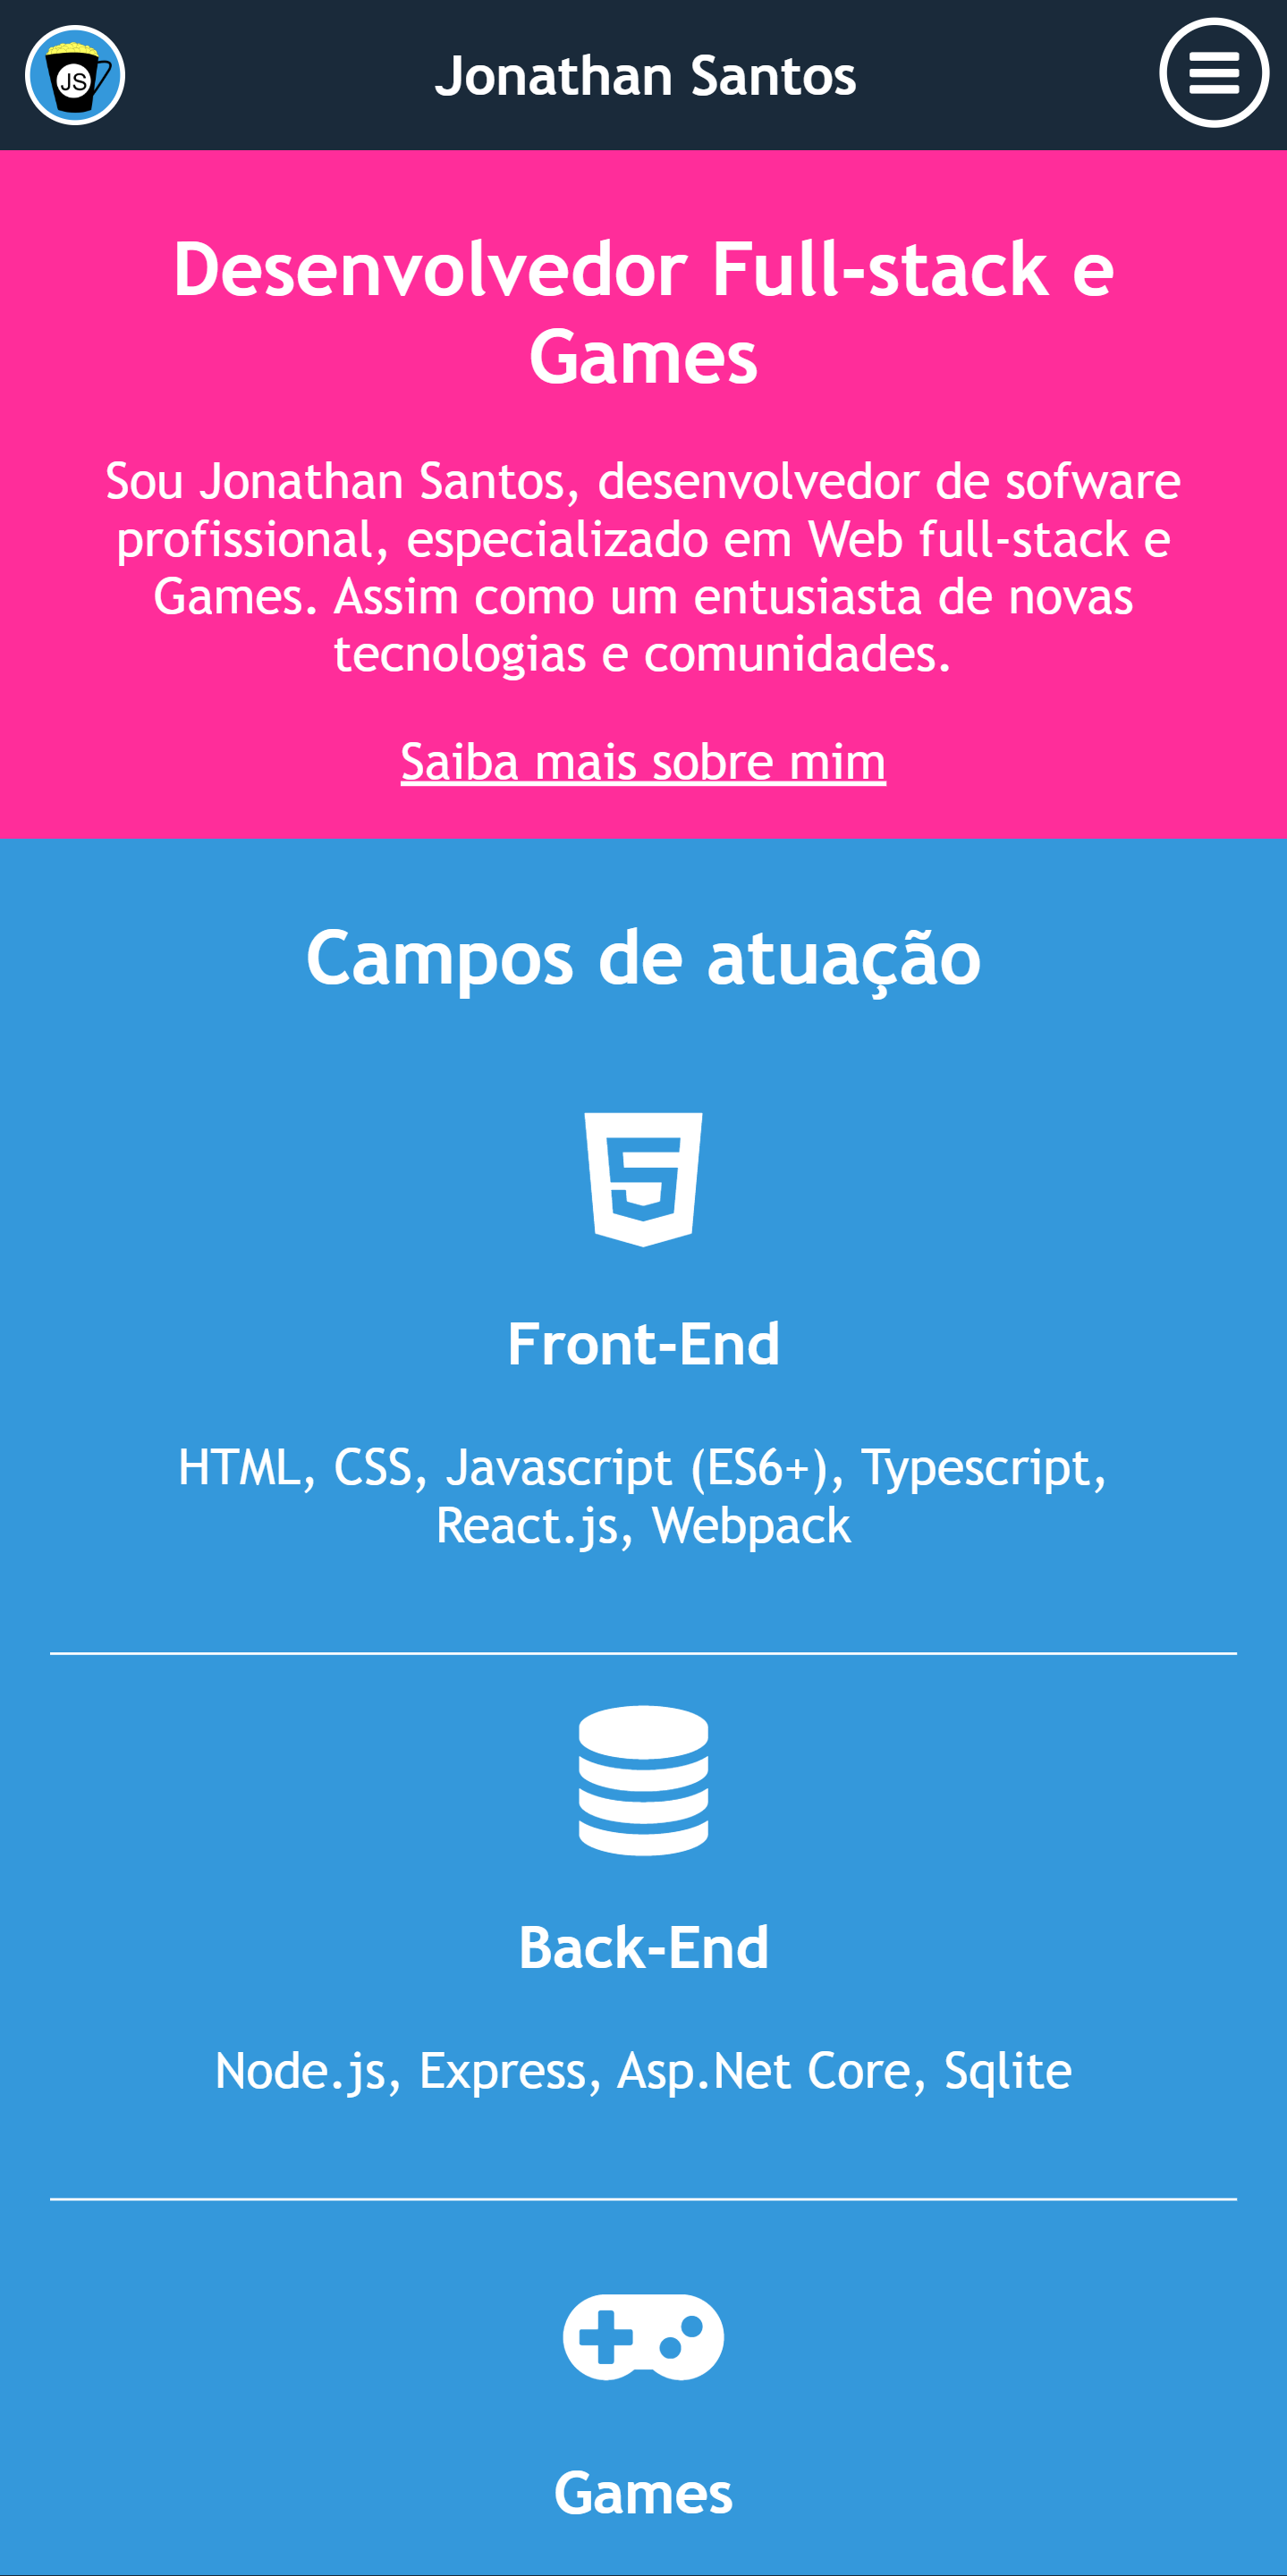 JS
Jonathan Santos
Desenvolvedor Full-stack e
Games
Sou Jonathan Santos, desenvolvedor de sofware
profissional, especializado em Web full-stack e
Games. Assim como um entusiasta de novas
tecnologias e comunidades.
Saiba mais sobre mim
Campos de atuação
Front-End
HTML, CSS, Javascript (ES6+), Typescript,
React.js, Webpack
Back-End
Node.js, Express, Asp.Net Core, Sqlite
Games